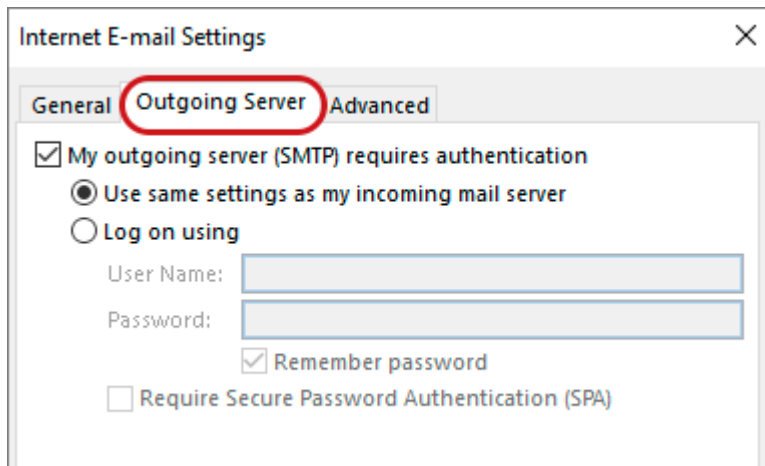 Internet E-mail Settings
General Outgoing Server Advanced
My outgoing server (SMTP) requires authentication
Use same settings as my incoming mail server
Log on using
User Name:
Password:
Remember password
Require Secure Password Authentication (SPA)